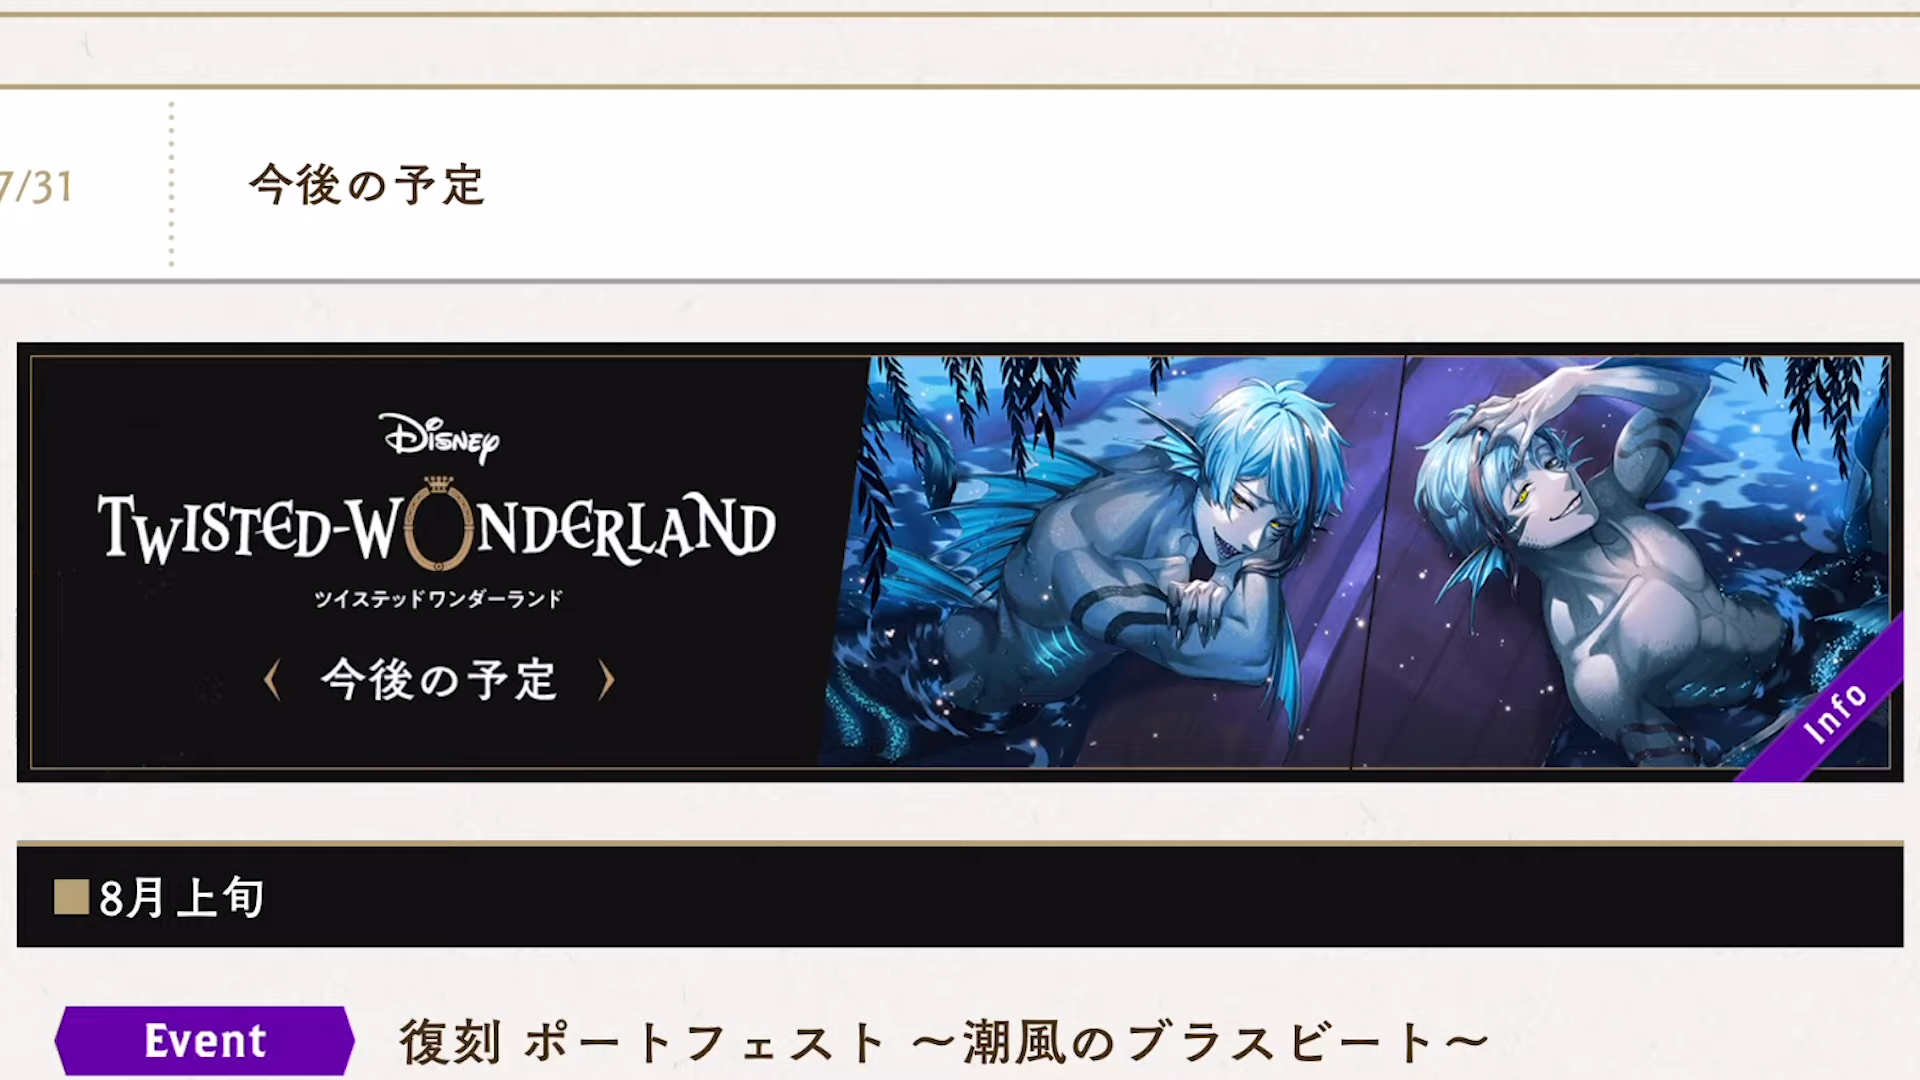 7/31
今後の予定
Disney
TWISTED-WONDERLAND
ツイステッドワンダーランド
〈 今後の予定 〉
Info
■8月上旬
Event
復刻 ポートフェスト ～潮風のブラスビート～